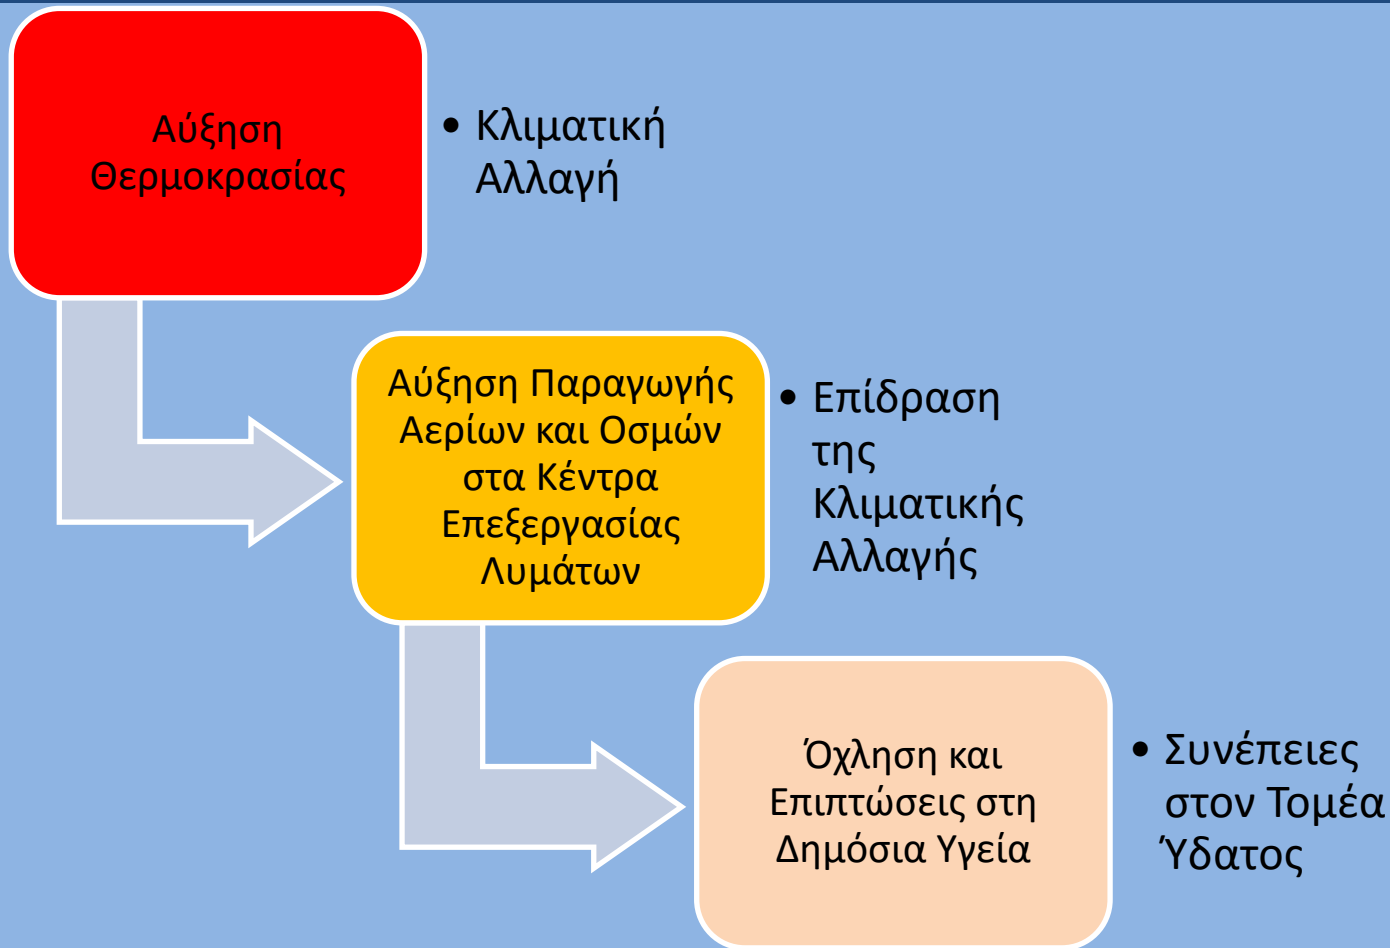 Αύξηση
Θερμοκρασίας
• Κλιματική
Αλλαγή
Αύξηση Παραγωγής
Αερίων και Οσμών
στα Κέντρα
Επεξεργασίας
Λυμάτων
• Επίδραση
της
Κλιματικής
Αλλαγής
Όχληση και
Επιπτώσεις στη
Δημόσια Υγεία
• Συνέπειες
στον Τομέα
Ύδατος